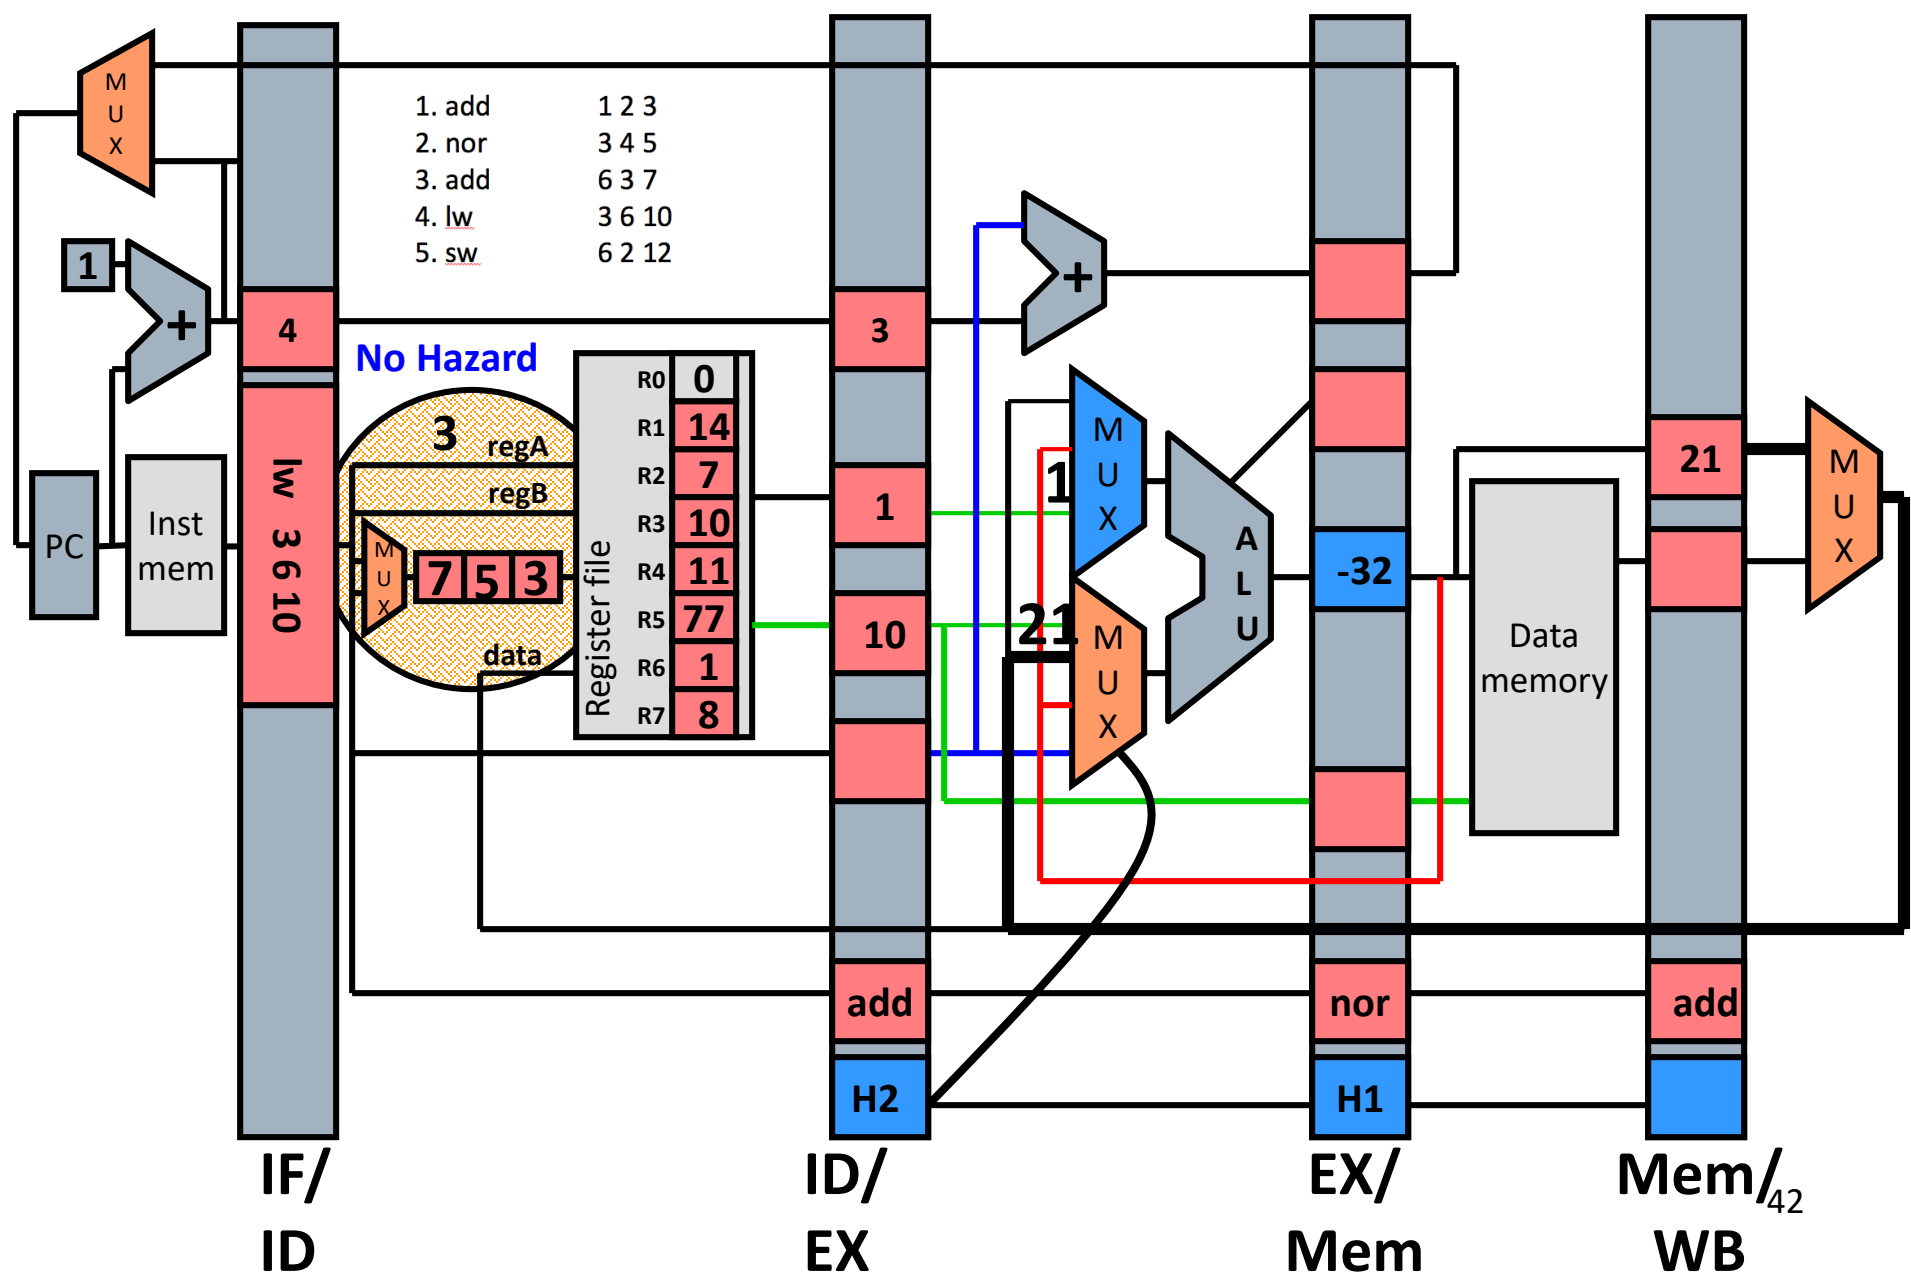 M
U
X
1. add 1 2 3
2. nor 3 4 5
3. add 6 3 7
4. lw 3 6 10
5. sw 6 2 12
1
+
+
4
3
No Hazard
R0 0
R1 14
R2 7
R3 10
R4 11
R5 77
R6 1
R7 8
Register file
3
regA
regB
M
U
X
7 5 3
data
lw 3 6 10
PC
Inst
mem
1
10
M
U
X
1
21
M
U
X
A
L
U
-32
Data
memory
21
M
U
X
add
nor
add
H2
H1
IF/
ID
ID/
EX
EX/
Mem
Mem/
WB
42